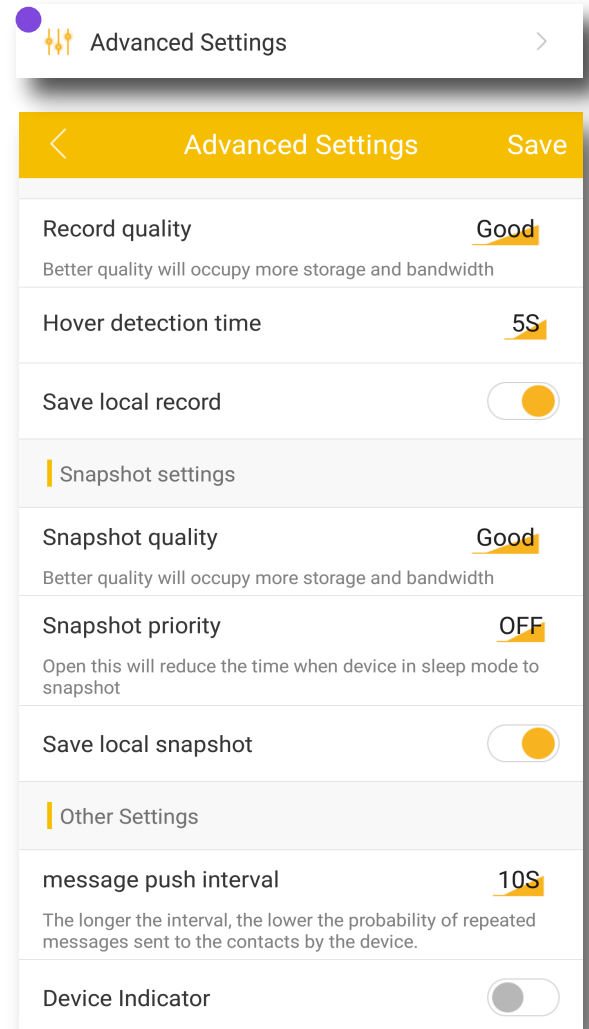 Advanced Settings
Advanced Settings Save
Record quality Good
Better quality will occupy more storage and bandwidth
Hover detection time 5S
Save local record
Snapshot settings
Snapshot quality Good
Better quality will occupy more storage and bandwidth
Snapshot priority OFF
Open this will reduce the time when device in sleep mode to
snapshot
Save local snapshot
Other Settings
message push interval 10S
The longer the interval, the lower the probability of repeated
messages sent to the contacts by the device.
Device Indicator